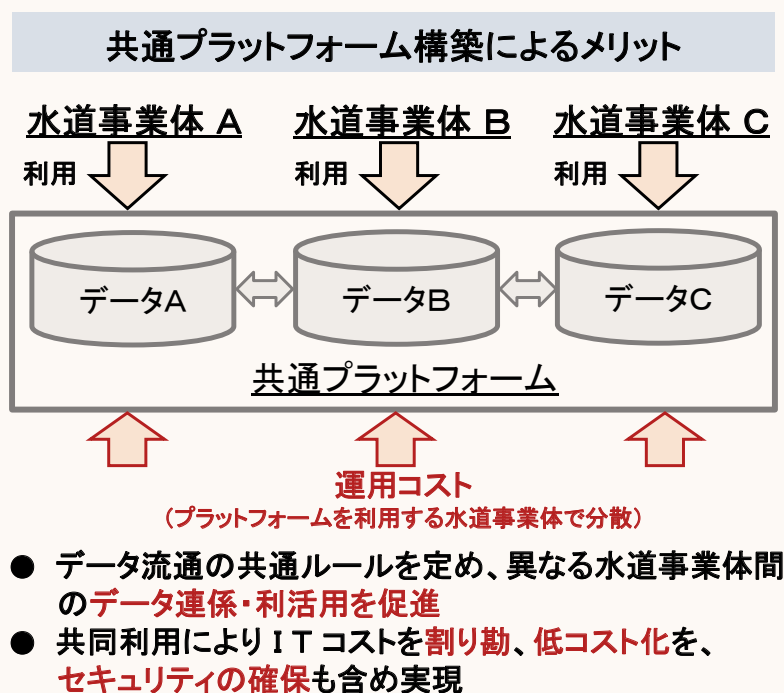 共通プラットフォーム構築によるメリット
水道事業体 A 水道事業体 B 水道事業体 C
利用 利用 利用
データA データB データC
共通プラットフォーム
運用コスト
（プラットフォームを利用する水道事業体で分散）
● データ流通の共通ルールを定め、異なる水道事業体間
のデータ連係・利活用を促進
● 共同利用によりＩＴコストを割り勘、低コスト化を、
セキュリティの確保も含め実現